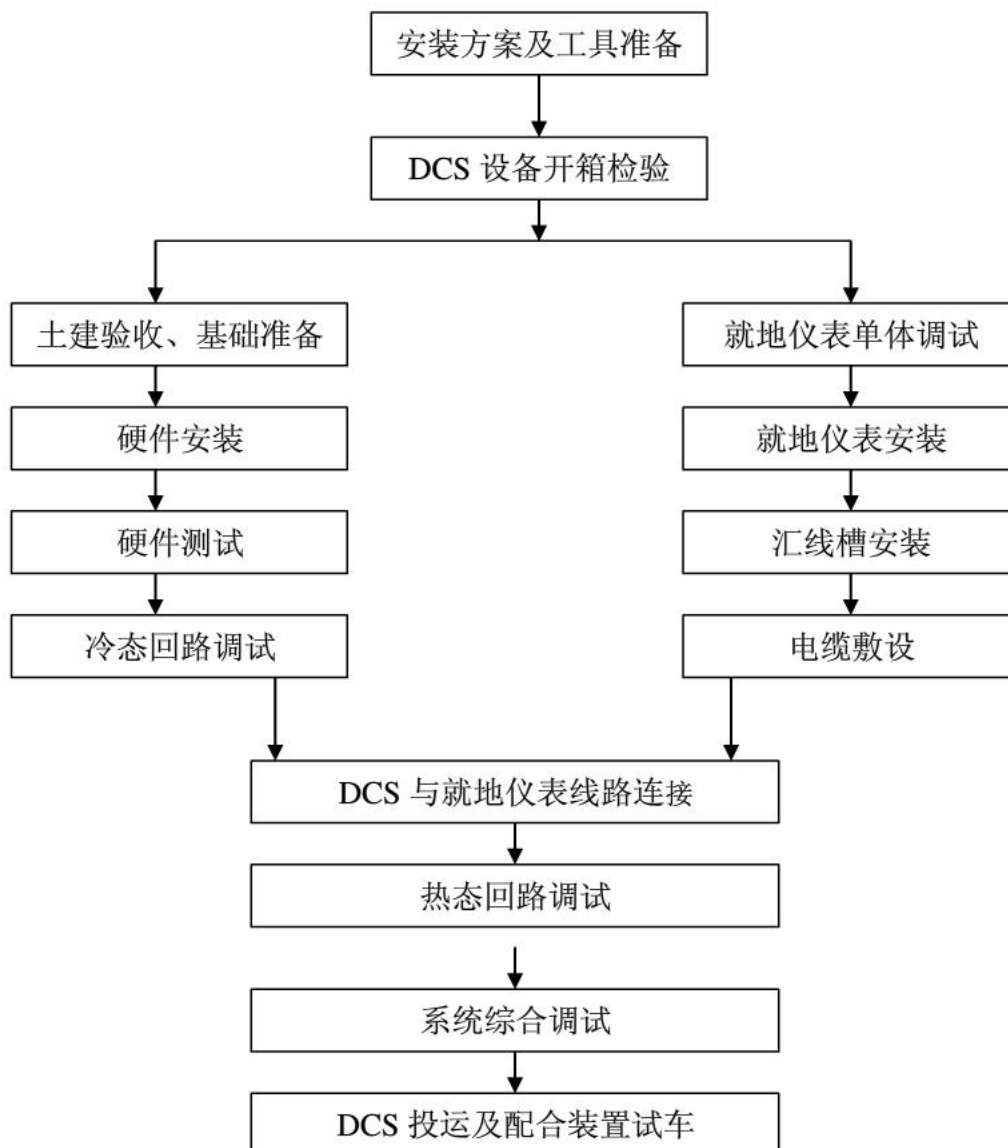 安装方案及工具准备
DCS 设备开箱检验
土建验收、基础准备
就地仪表单体调试
硬件安装
就地仪表安装
硬件测试
汇线槽安装
冷态回路调试
电缆敷设
DCS 与就地仪表线路连接
热态回路调试
系统综合调试
DCS 投运及配合装置试车